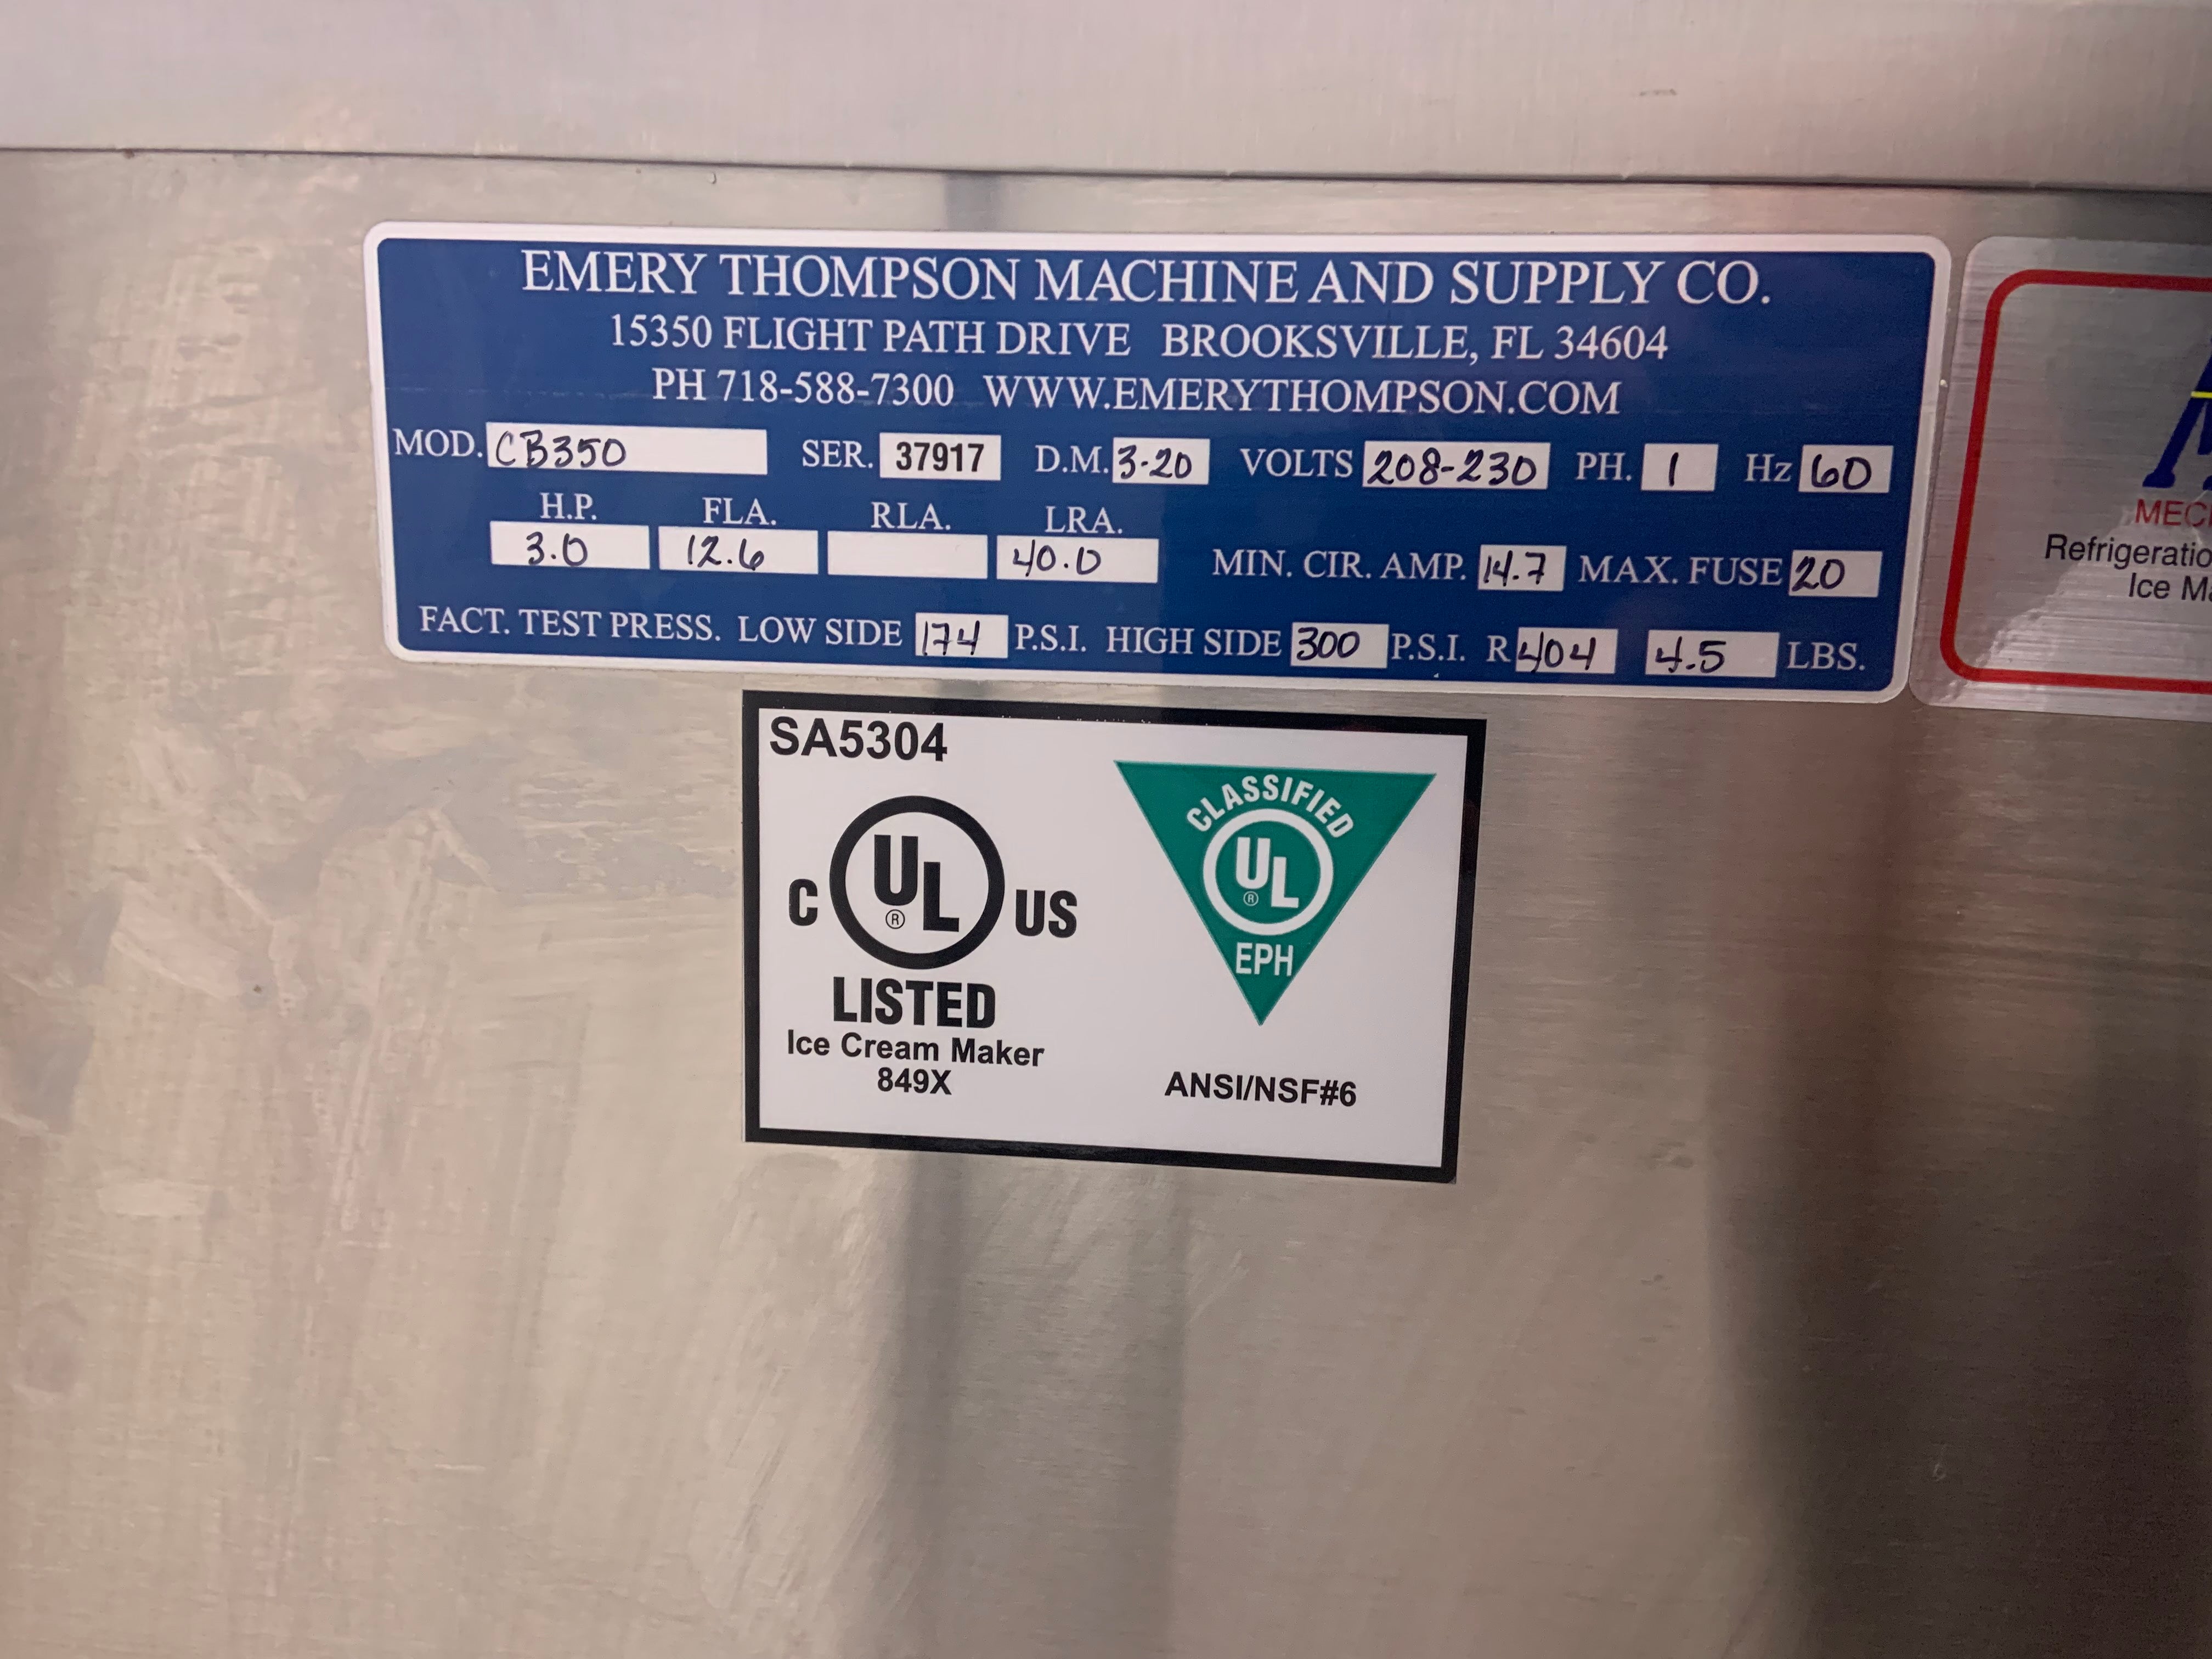 EMERY THOMPSON MACHINE AND SUPPLY CO.
15350 FLIGHT PATH DRIVE BROOKSVILLE, FL 34604
PH 718-588-7300 WWW.EMERYTHOMPSON.COM
MOD. CB350 SER. 37917 D.M. 3-20 VOLTS 208-230 PH. 1 Hz 60
H.P. FLA. RLA. LRA.
3.0 12.6 40.0 MIN. CIR. AMP. 14.7 MAX. FUSE 20
FACT. TEST PRESS. LOW SIDE 174 P.S.I. HIGH SIDE 300 P.S.I. R 404 4.5 LBS.
SA5304
C UL ® US
LISTED
Ice Cream Maker
849X
CLASSIFIED
UL ®
EPH
ANSI/NSF#6